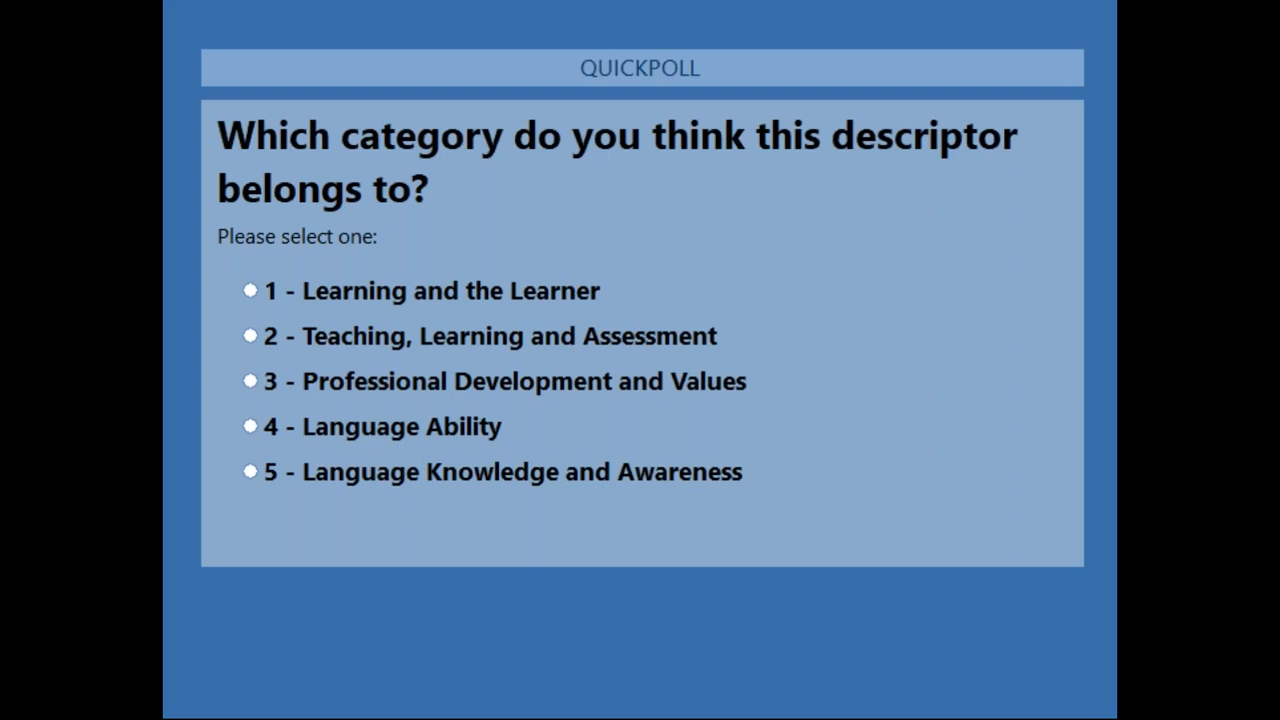 QUICKPOLL
Which category do you think this descriptor
belongs to?
Please select one:
1 - Learning and the Learner
2 - Teaching, Learning and Assessment
3 - Professional Development and Values
4 - Language Ability
5 - Language Knowledge and Awareness